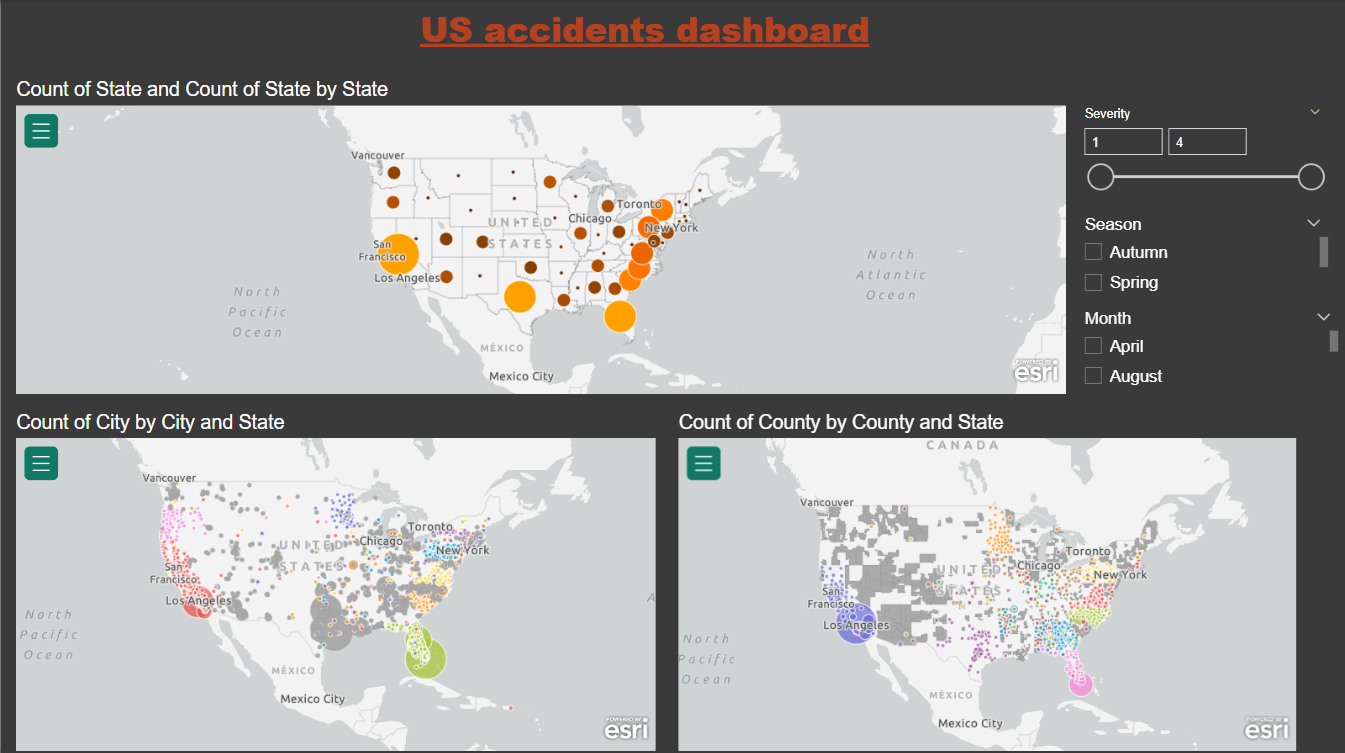 US accidents dashboard
Count of State and Count of State by State
Vancouver
Toronto
Chicago
New York
UNITED
STATES
San
Francisco
Los Angeles
North
Pacific
Ocean
North
Atlantic
Ocean
MÉXICO
Mexico City
POWERED BY
esri
Severity
1
4
Season
Autumn
Spring
Month
April
August
Count of City by City and State
Vancouver
Toronto
Chicago
New York
UNITED
STATES
San
Francisco
Los Angeles
North
Pacific
Ocean
A
MÉXICO
Mexico City
POWERED BY
esri
Count of County by County and State
CANADA
Vancouver
Toronto
Chicago
New York
UNITED
STATES
San
Francisco
Los Angeles
North
Pacific
Ocean
MÉXICO
Mexico City
POWERED BY
esri